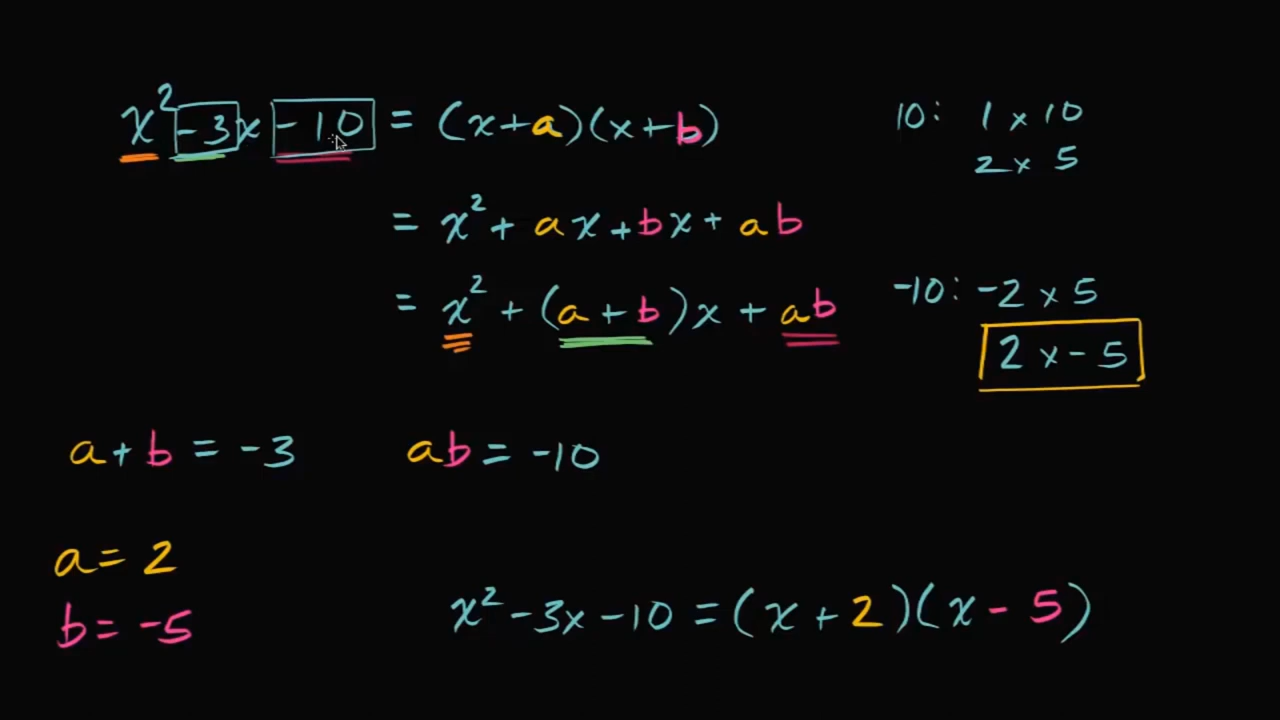 x² -3x -10 = (x+a)(x+b)
= x² + ax + bx + ab
= x² + (a + b)x + ab
10: 1 x 10
2 x 5
-10: -2 x 5
2 x -5
a + b = -3
ab = -10
a = 2
b = -5
x² - 3x - 10 = (x + 2)(x - 5)